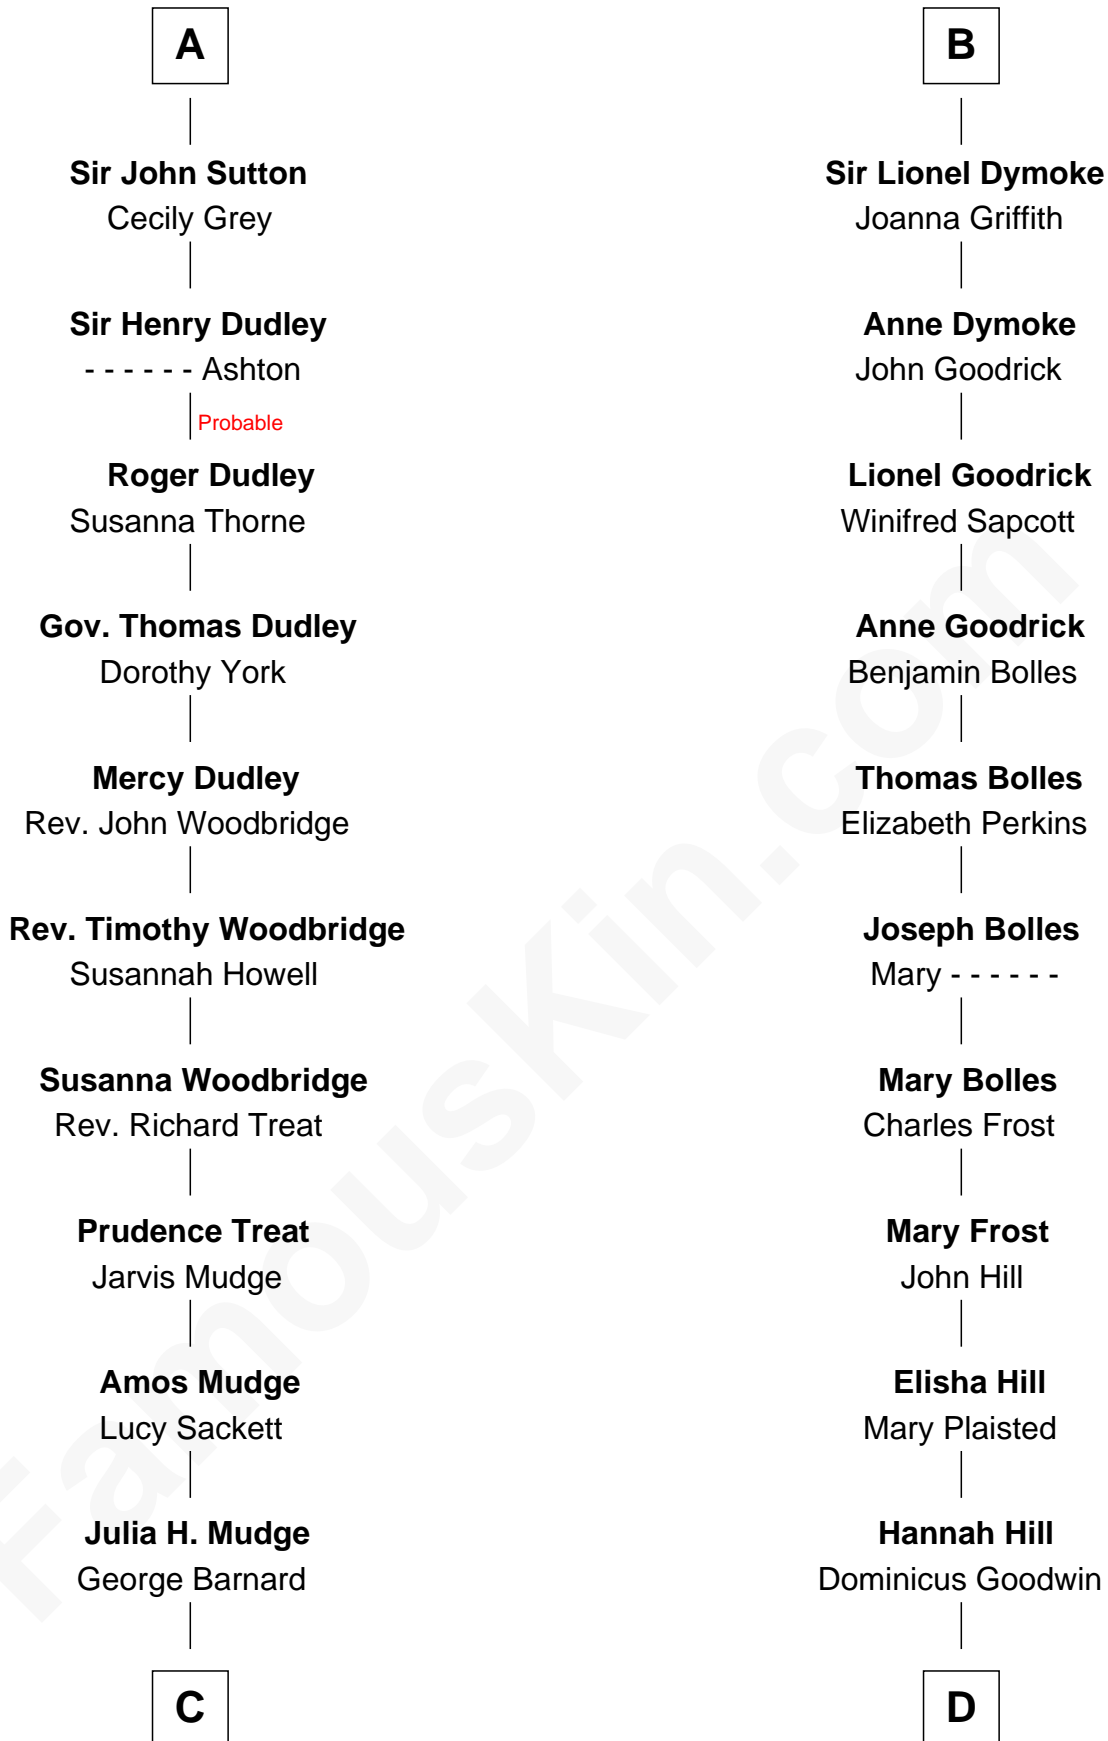 A
Sir John Sutton
Cecily Grey
Sir Henry Dudley
- - - - - - Ashton
Probable
Roger Dudley
Susanna Thorne
Gov. Thomas Dudley
Dorothy York
Mercy Dudley
Rev. John Woodbridge
Rev. Timothy Woodbridge
Susannah Howell
Susanna Woodbridge
Rev. Richard Treat
Prudence Treat
Jarvis Mudge
Amos Mudge
Lucy Sackett
Julia H. Mudge
George Barnard
C
B
Sir Lionel Dymoke
Joanna Griffith
Anne Dymoke
John Goodrick
Lionel Goodrick
Winifred Sapcott
Anne Goodrick
Benjamin Bolles
Thomas Bolles
Elizabeth Perkins
Joseph Bolles
Mary - - - - - -
Mary Bolles
Charles Frost
Mary Frost
John Hill
Elisha Hill
Mary Plaisted
Hannah Hill
Dominicus Goodwin
D
FamousKin.com